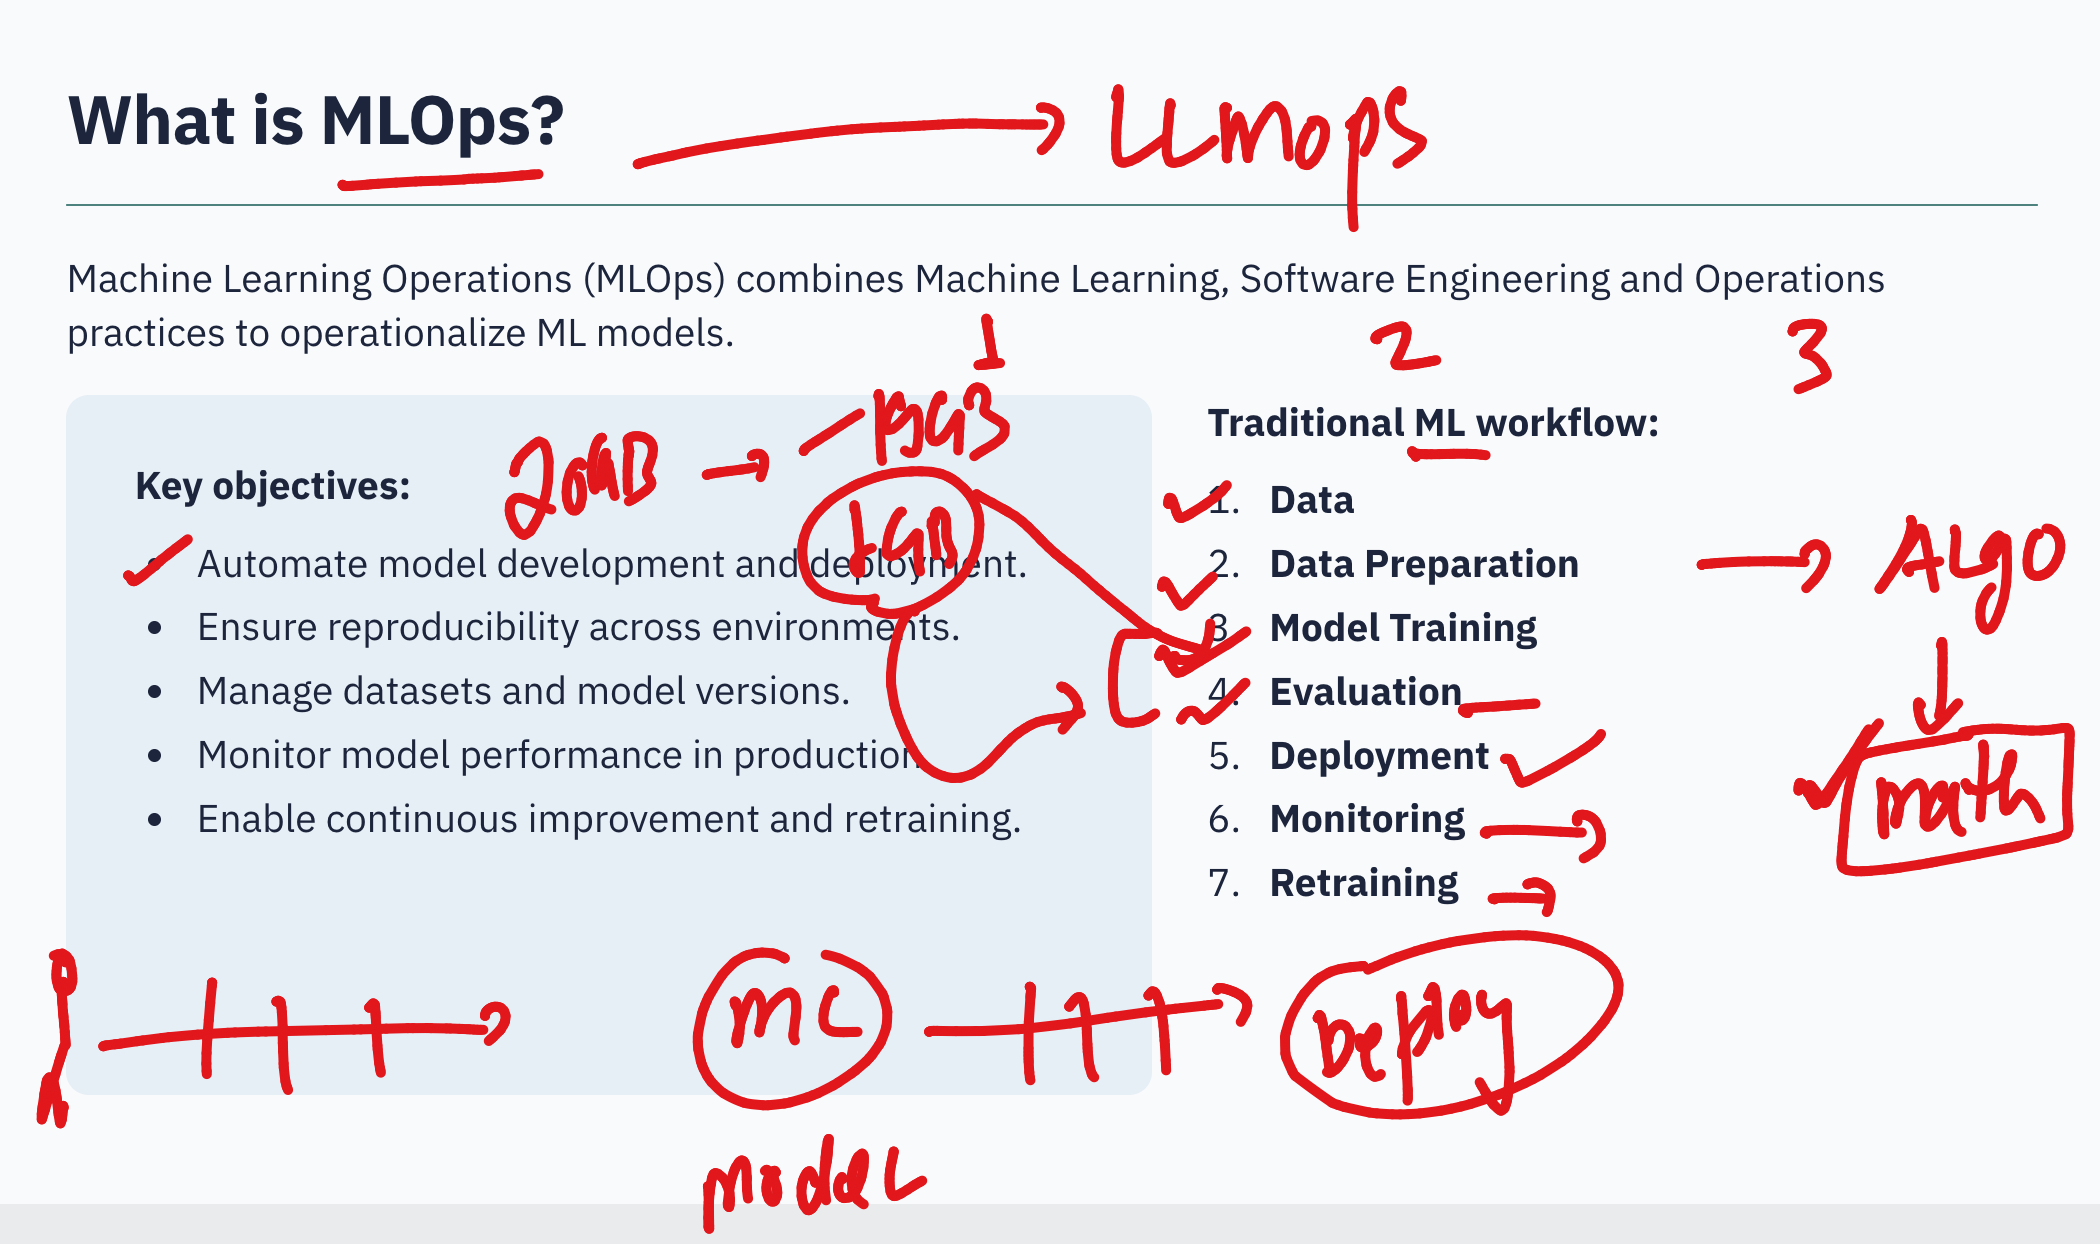 What is MLOps?
LLMops
Machine Learning Operations (MLOps) combines Machine Learning, Software Engineering and Operations
practices to operationalize ML models.
1
2
3
Key objectives:
20GB
Automate model development and deployment.
Ensure reproducibility across environments.
Manage datasets and model versions.
Monitor model performance in production
Enable continuous improvement and retraining.
Traditional ML workflow:
1. Data
2. Data Preparation
3. Model Training
4. Evaluation
5. Deployment
6. Monitoring
7. Retraining
Algo
math
ML
Deploy
model